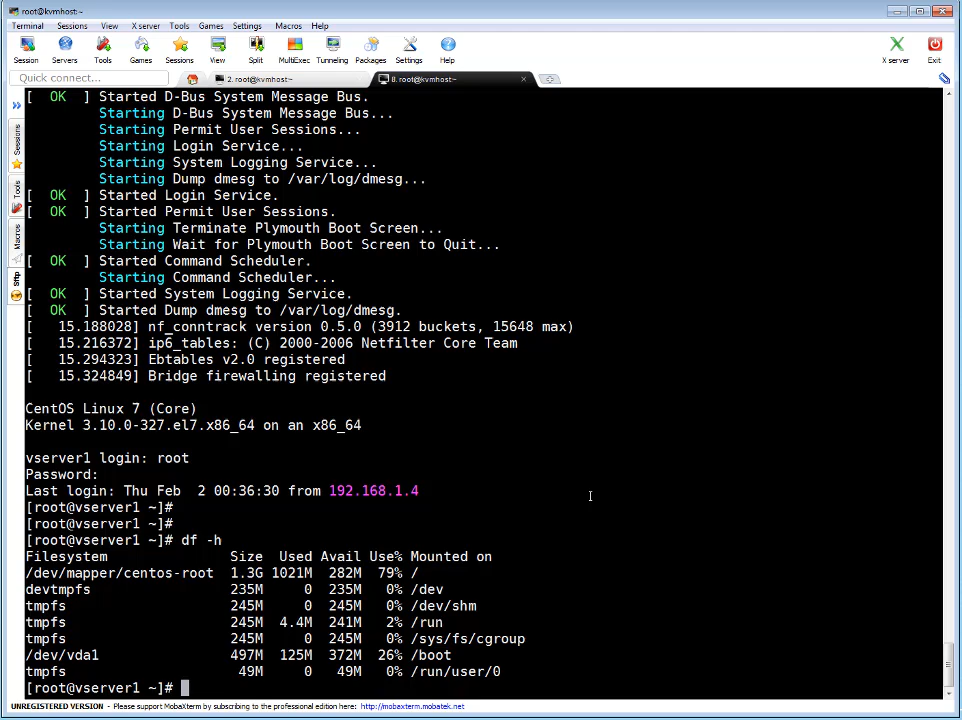 root@kvmhost:~
Terminal Sessions View X server Tools Games Settings Macros Help
Session Servers Tools Games Sessions View Split MultiExec Tunneling Packages Settings Help X server Exit
Quick connect... 2. root@kvmhost:~ 8. root@kvmhost:~
Sessions
Tools
Macros
Sftp
[  OK  ] Started D-Bus System Message Bus.
         Starting D-Bus System Message Bus...
         Starting Permit User Sessions...
         Starting Login Service...
         Starting System Logging Service...
         Starting Dump dmesg to /var/log/dmesg...
[  OK  ] Started Login Service.
[  OK  ] Started Permit User Sessions.
         Starting Terminate Plymouth Boot Screen...
         Starting Wait for Plymouth Boot Screen to Quit...
[  OK  ] Started Command Scheduler.
         Starting Command Scheduler...
[  OK  ] Started System Logging Service.
[  OK  ] Started Dump dmesg to /var/log/dmesg.
[   15.188028] nf_conntrack version 0.5.0 (3912 buckets, 15648 max)
[   15.216372] ip6_tables: (C) 2000-2006 Netfilter Core Team
[   15.294323] Ebtables v2.0 registered
[   15.324849] Bridge firewalling registered
CentOS Linux 7 (Core)
Kernel 3.10.0-327.el7.x86_64 on an x86_64
vserver1 login: root
Password:
Last login: Thu Feb  2 00:36:30 from 192.168.1.4
[root@vserver1 ~]#
[root@vserver1 ~]#
[root@vserver1 ~]# df -h
Filesystem               Size  Used Avail Use% Mounted on
/dev/mapper/centos-root  1.3G 1021M  282M  79% /
devtmpfs                 235M     0  235M   0% /dev
tmpfs                    245M     0  245M   0% /dev/shm
tmpfs                    245M  4.4M  241M   2% /run
tmpfs                    245M     0  245M   0% /sys/fs/cgroup
/dev/vda1                497M  125M  372M  26% /boot
tmpfs                     49M     0   49M   0% /run/user/0
[root@vserver1 ~]#
UNREGISTERED VERSION - Please support MobaXterm by subscribing to the professional edition here: http://mobaxterm.mobatek.net